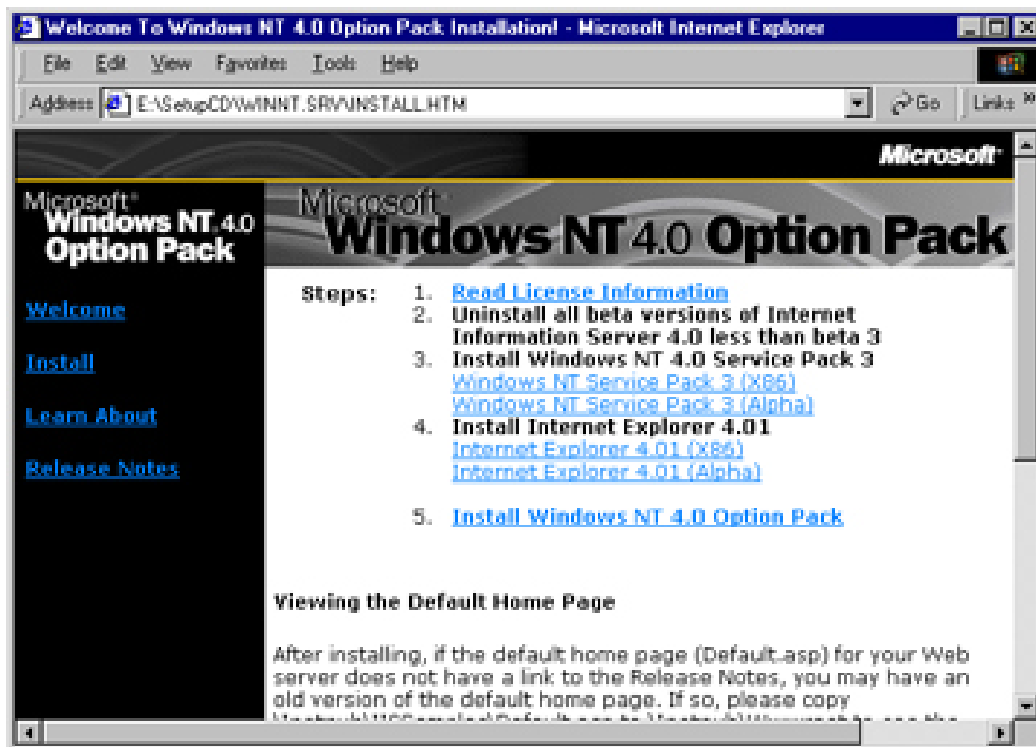 Welcome To Windows NT 4.0 Option Pack Installation! - Microsoft Internet Explorer
File Edit View Favorites Tools Help
Address E:\SetupCD\WINNT.SRV\INSTALL.HTM Go Links »
Microsoft
Microsoft®
Windows NT 4.0
Option Pack
Welcome
Install
Learn About
Release Notes
Microsoft
Windows NT 4.0 Option Pack
Steps: 1. Read License Information
2. Uninstall all beta versions of Internet
Information Server 4.0 less than beta 3
3. Install Windows NT 4.0 Service Pack 3
Windows NT Service Pack 3 (X86)
Windows NT Service Pack 3 (Alpha)
4. Install Internet Explorer 4.01
Internet Explorer 4.01 (X86)
Internet Explorer 4.01 (Alpha)
5. Install Windows NT 4.0 Option Pack
Viewing the Default Home Page
After installing, if the default home page (Default.asp) for your Web
server does not have a link to the Release Notes, you may have an
old version of the default home page. If so, please copy